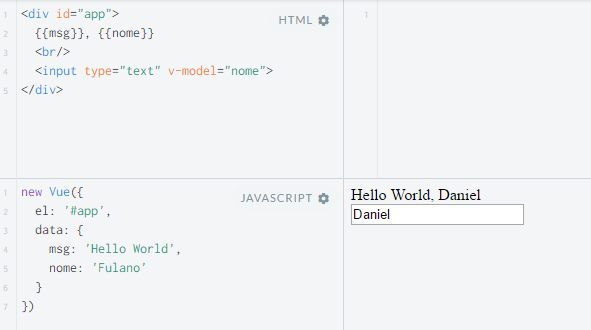 HTML
1 <div id="app">
2 {{msg}}, {{nome}}
3 <br/>
4 <input type="text" v-model="nome">
5 </div>
1
JAVASCRIPT
1 new Vue({
2 el: '#app',
3 data: {
4 msg: 'Hello World',
5 nome: 'Fulano'
6 }
7 })
Hello World, Daniel
Daniel